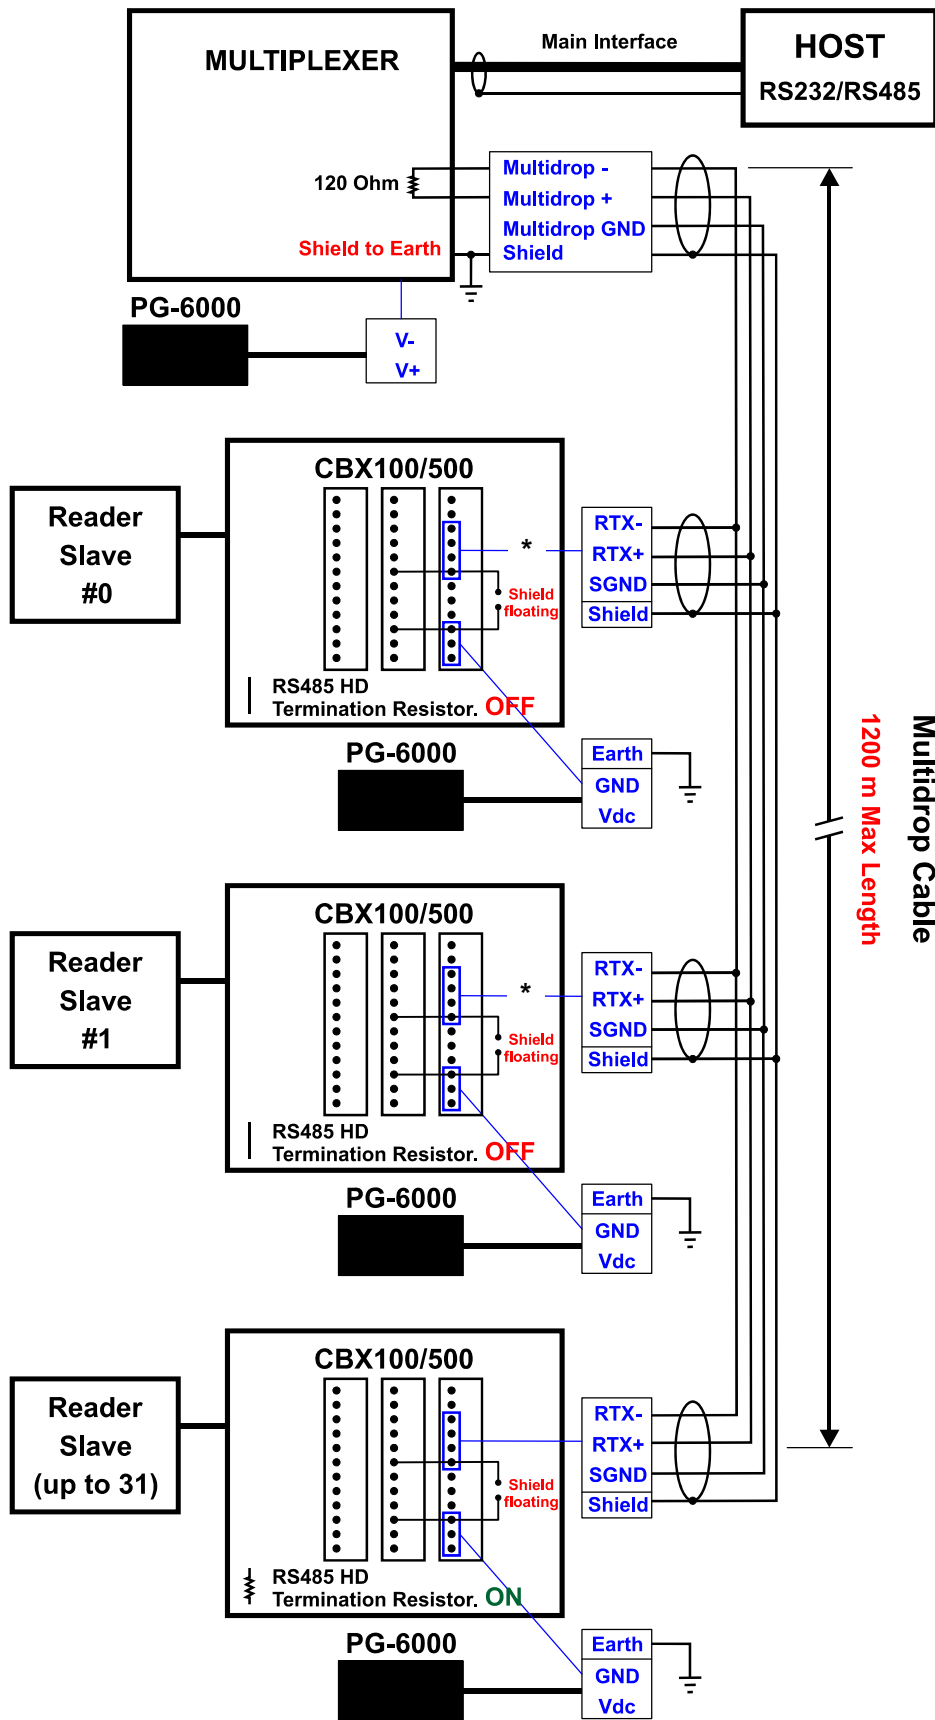 MULTIPLEXER
Main Interface
HOST
RS232/RS485
120 Ohm
Multidrop -
Multidrop +
Multidrop GND
Shield
Shield to Earth
PG-6000
V-
V+
CBX100/500
Reader
Slave
#0
*
RTX-
RTX+
SGND
Shield
Shield
floating
RS485 HD
Termination Resistor. OFF
PG-6000
Earth
GND
Vdc
Multidrop Cable
1200 m Max Length
CBX100/500
Reader
Slave
#1
*
RTX-
RTX+
SGND
Shield
Shield
floating
RS485 HD
Termination Resistor. OFF
PG-6000
Earth
GND
Vdc
CBX100/500
Reader
Slave
(up to 31)
RTX-
RTX+
SGND
Shield
Shield
floating
RS485 HD
Termination Resistor. ON
PG-6000
Earth
GND
Vdc